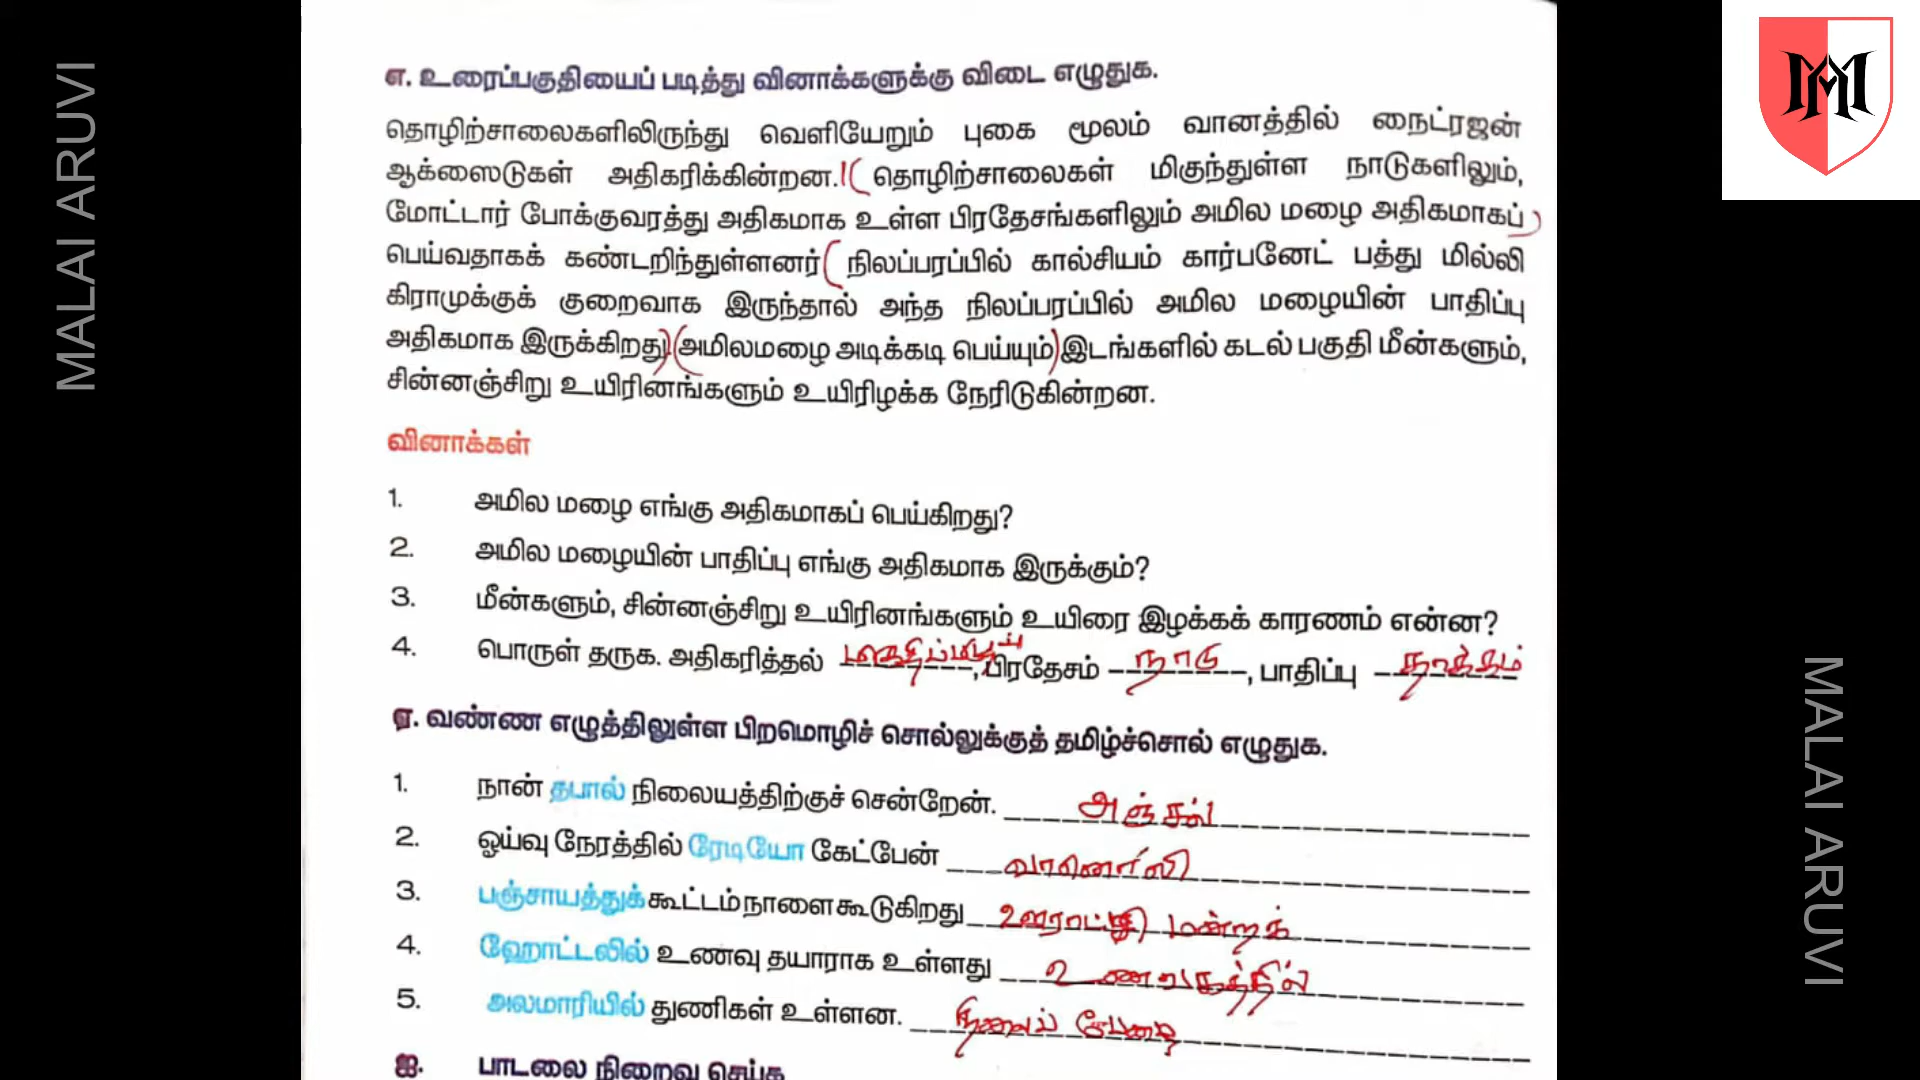 MALAI ARUVI
எ. உரைப்பகுதியைப் படித்து வினாக்களுக்கு விடை எழுதுக.
தொழிற்சாலைகளிலிருந்து வெளியேறும் புகை மூலம் வானத்தில் நைட்ரஜன்
ஆக்ஸைடுகள் அதிகரிக்கின்றன. தொழிற்சாலைகள் மிகுந்துள்ள நாடுகளிலும்,
மோட்டார் போக்குவரத்து அதிகமாக உள்ள பிரதேசங்களிலும் அமில மழை அதிகமாகப்
பெய்வதாகக் கண்டறிந்துள்ளனர் நிலப்பரப்பில் கால்சியம் கார்பனேட் பத்து மில்லி
கிராமுக்குக் குறைவாக இருந்தால் அந்த நிலப்பரப்பில் அமில மழையின் பாதிப்பு
அதிகமாக இருக்கிறது. அமிலமழை அடிக்கடி பெய்யும் இடங்களில் கடல் பகுதி மீன்களும்,
சின்னஞ்சிறு உயிரினங்களும் உயிரிழக்க நேரிடுகின்றன.
வினாக்கள்
1. அமில மழை எங்கு அதிகமாகப் பெய்கிறது?
2. அமில மழையின் பாதிப்பு எங்கு அதிகமாக இருக்கும்?
3. மீன்களும், சின்னஞ்சிறு உயிரினங்களும் உயிரை இழக்கக் காரணம் என்ன?
4. பொருள் தருக. அதிகரித்தல் , பிரதேசம் நாடு, பாதிப்பு தாக்கம்
ஏ. வண்ண எழுத்திலுள்ள பிறமொழிச் சொல்லுக்குத் தமிழ்ச்சொல் எழுதுக.
1. நான் தபால் நிலையத்திற்குச் சென்றேன். அஞ்சல்
2. ஓய்வு நேரத்தில் ரேடியோ கேட்பேன் வானொலி
3. பஞ்சாயத்துக் கூட்டம் நாளை கூடுகிறது ஊராட்சி மன்றக்
4. ஹோட்டலில் உணவு தயாராக உள்ளது உணவகத்தில்
5. அலமாரியில் துணிகள் உள்ளன. நிலைப் பேழை
ஐ. பாடலை நிறைவு செய்க
MALAI ARUVI